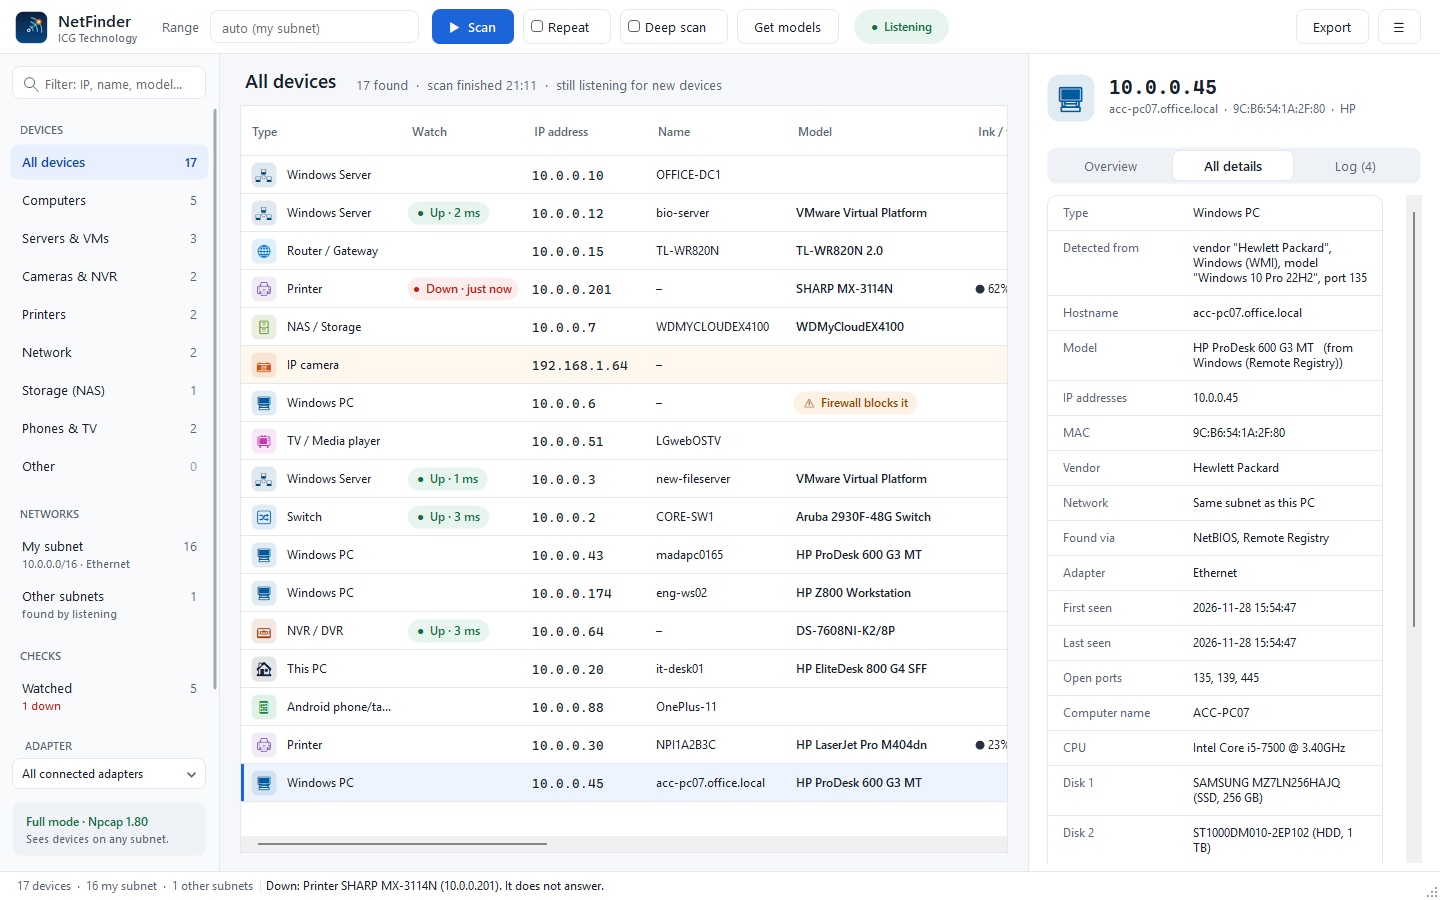 NetFinder
ICG Technology
Range
auto (my subnet)
Scan
Repeat
Deep scan
Get models
Listening
Export
Filter: IP, name, model...
DEVICES
All devices 17
Computers 5
Servers & VMs 3
Cameras & NVR 2
Printers 2
Network 2
Storage (NAS) 1
Phones & TV 2
Other 0
NETWORKS
My subnet 16
10.0.0.0/16 · Ethernet
Other subnets 1
found by listening
CHECKS
Watched 5
1 down
ADAPTER
All connected adapters
Full mode · Npcap 1.80
Sees devices on any subnet.
All devices 17 found · scan finished 21:11 · still listening for new devices
Type Watch IP address Name Model Ink /
Windows Server 10.0.0.10 OFFICE-DC1
Windows Server Up · 2 ms 10.0.0.12 bio-server VMware Virtual Platform
Router / Gateway 10.0.0.15 TL-WR820N TL-WR820N 2.0
Printer Down · just now 10.0.0.201 – SHARP MX-3114N 62%
NAS / Storage 10.0.0.7 WDMYCLOUDEX4100 WDMyCloudEX4100
IP camera 192.168.1.64 –
Windows PC 10.0.0.6 – Firewall blocks it
TV / Media player 10.0.0.51 LGwebOSTV
Windows Server Up · 1 ms 10.0.0.3 new-fileserver VMware Virtual Platform
Switch Up · 3 ms 10.0.0.2 CORE-SW1 Aruba 2930F-48G Switch
Windows PC 10.0.0.43 madapc0165 HP ProDesk 600 G3 MT
Windows PC 10.0.0.174 eng-ws02 HP Z800 Workstation
NVR / DVR Up · 3 ms 10.0.0.64 – DS-7608NI-K2/8P
This PC 10.0.0.20 it-desk01 HP EliteDesk 800 G4 SFF
Android phone/ta... 10.0.0.88 OnePlus-11
Printer 10.0.0.30 NPI1A2B3C HP LaserJet Pro M404dn 23%
Windows PC 10.0.0.45 acc-pc07.office.local HP ProDesk 600 G3 MT
10.0.0.45
acc-pc07.office.local · 9C:B6:54:1A:2F:80 · HP
Overview All details Log (4)
Type Windows PC
Detected from vendor "Hewlett Packard",
Windows (WMI), model
"Windows 10 Pro 22H2", port 135
Hostname acc-pc07.office.local
Model HP ProDesk 600 G3 MT (from
Windows (Remote Registry))
IP addresses 10.0.0.45
MAC 9C:B6:54:1A:2F:80
Vendor Hewlett Packard
Network Same subnet as this PC
Found via NetBIOS, Remote Registry
Adapter Ethernet
First seen 2026-11-28 15:54:47
Last seen 2026-11-28 15:54:47
Open ports 135, 139, 445
Computer name ACC-PC07
CPU Intel Core i5-7500 @ 3.40GHz
Disk 1 SAMSUNG MZ7LN256HAJQ
(SSD, 256 GB)
Disk 2 ST1000DM010-2EP102 (HDD, 1
TB)
17 devices · 16 my subnet · 1 other subnets Down: Printer SHARP MX-3114N (10.0.0.201). It does not answer.